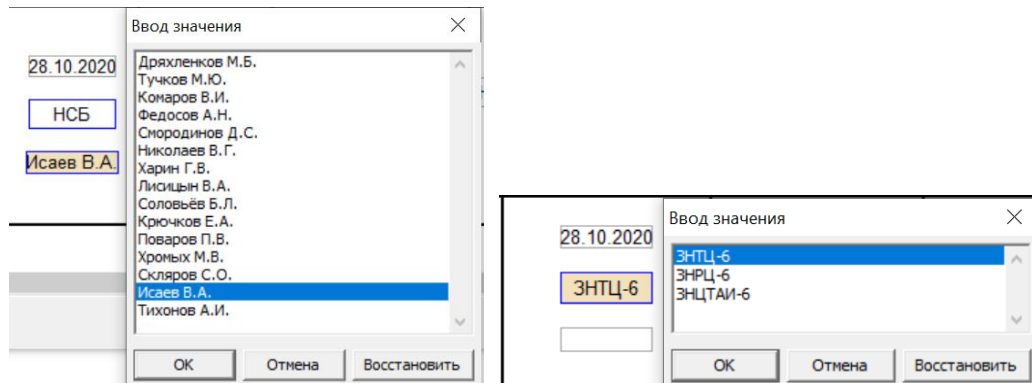 Ввод значения
28.10.2020
НСБ
Исаев В.А.
Дряхленков М.Б.
Тучков М.Ю.
Комаров В.И.
Федосов А.Н.
Смородинов Д.С.
Николаев В.Г.
Харин Г.В.
Лисицын В.А.
Соловьёв Б.Л.
Крючков Е.А.
Поваров П.В.
Хромых М.В.
Скляров С.О.
Исаев В.А.
Тихонов А.И.
ОК Отмена Восстановить
Ввод значения
28.10.2020
ЗНТЦ-6
ЗНТЦ-6
ЗНРЦ-6
ЗНЦТАИ-6
ОК Отмена Восстановить